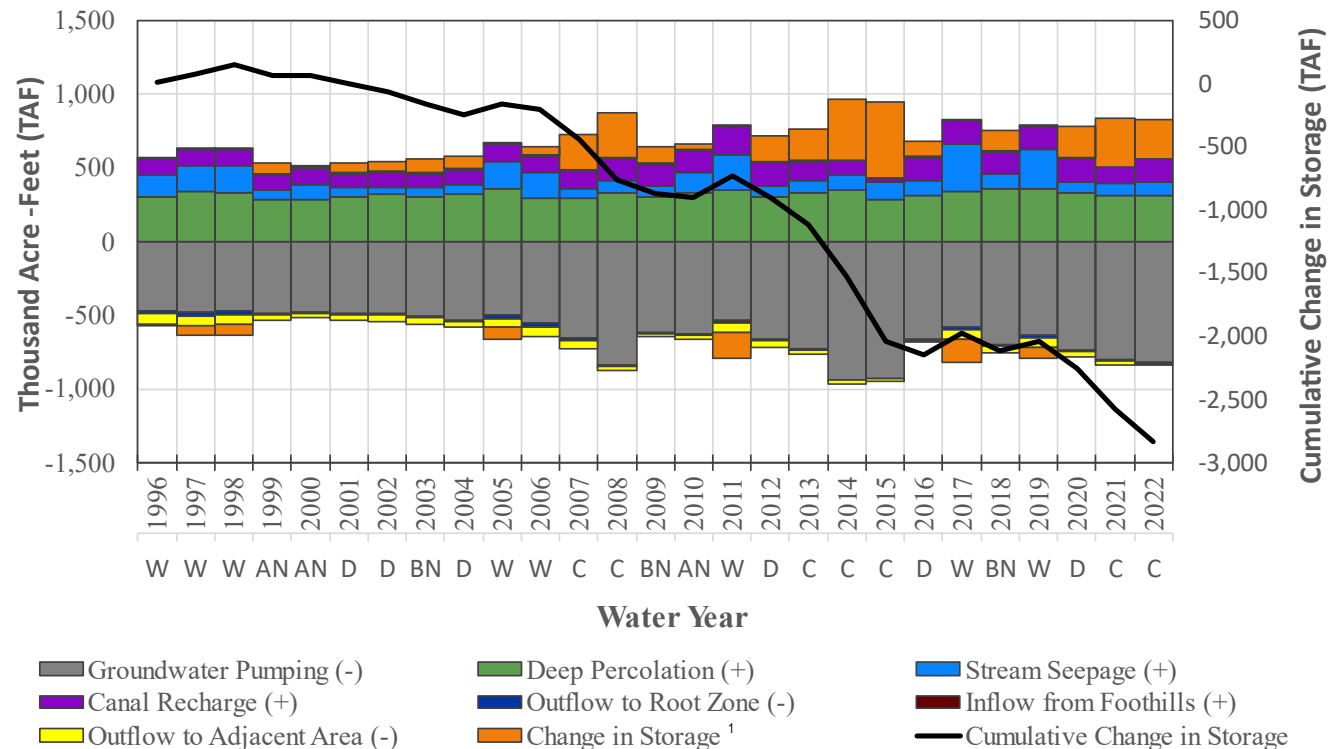 Thousand Acre -Feet (TAF)
1,500
1,000
500
0
-500
-1,000
-1,500
500
0
-500
-1,000
-1,500
-2,000
-2,500
-3,000
Cumulative Change in Storage (TAF)
1996 1997 1998 1999 2000 2001 2002 2003 2004 2005 2006 2007 2008 2009 2010 2011 2012 2013 2014 2015 2016 2017 2018 2019 2020 2021 2022
W W W AN AN D D BN D W W C C BN AN W D C C C D W BN W D C C
Water Year
Groundwater Pumping (-) Deep Percolation (+) Stream Seepage (+)
Canal Recharge (+) Outflow to Root Zone (-) Inflow from Foothills (+)
Outflow to Adjacent Area (-) Change in Storage ¹ Cumulative Change in Storage